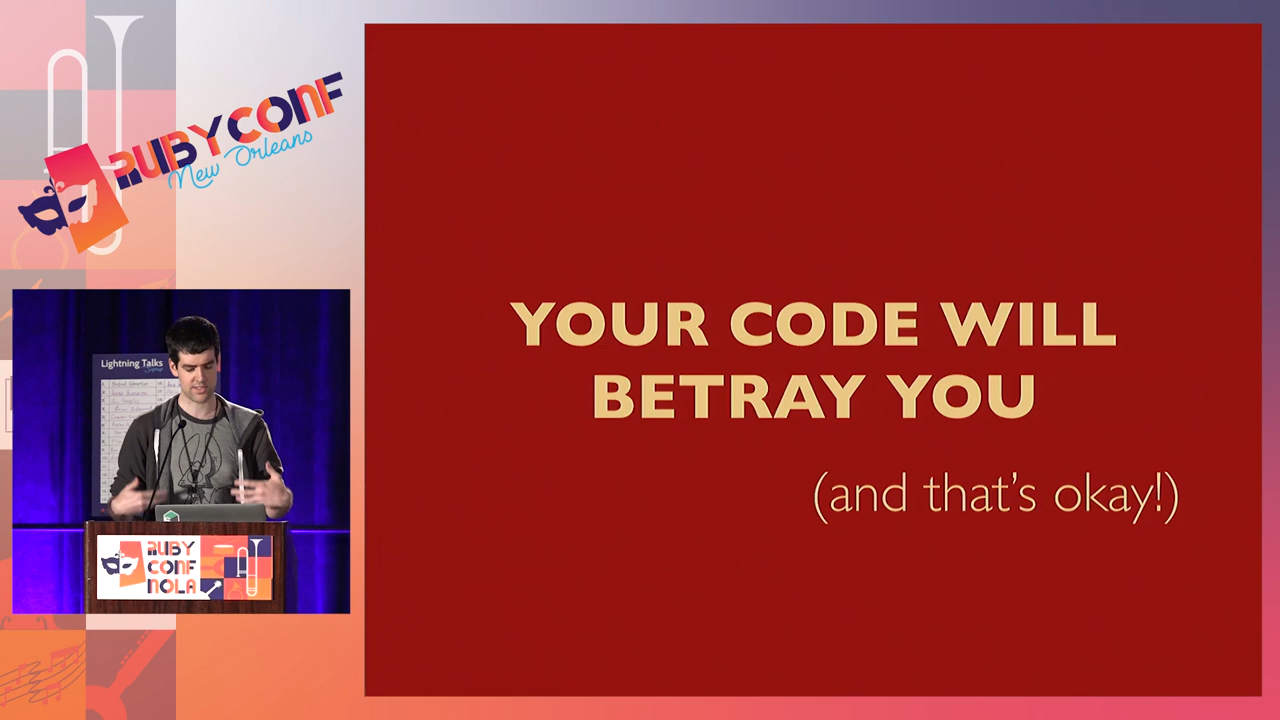 RUBYCONF
New Orleans
YOUR CODE WILL
BETRAY YOU
(and that's okay!)
Lightning Talks
RUBY
CONF
NOLA